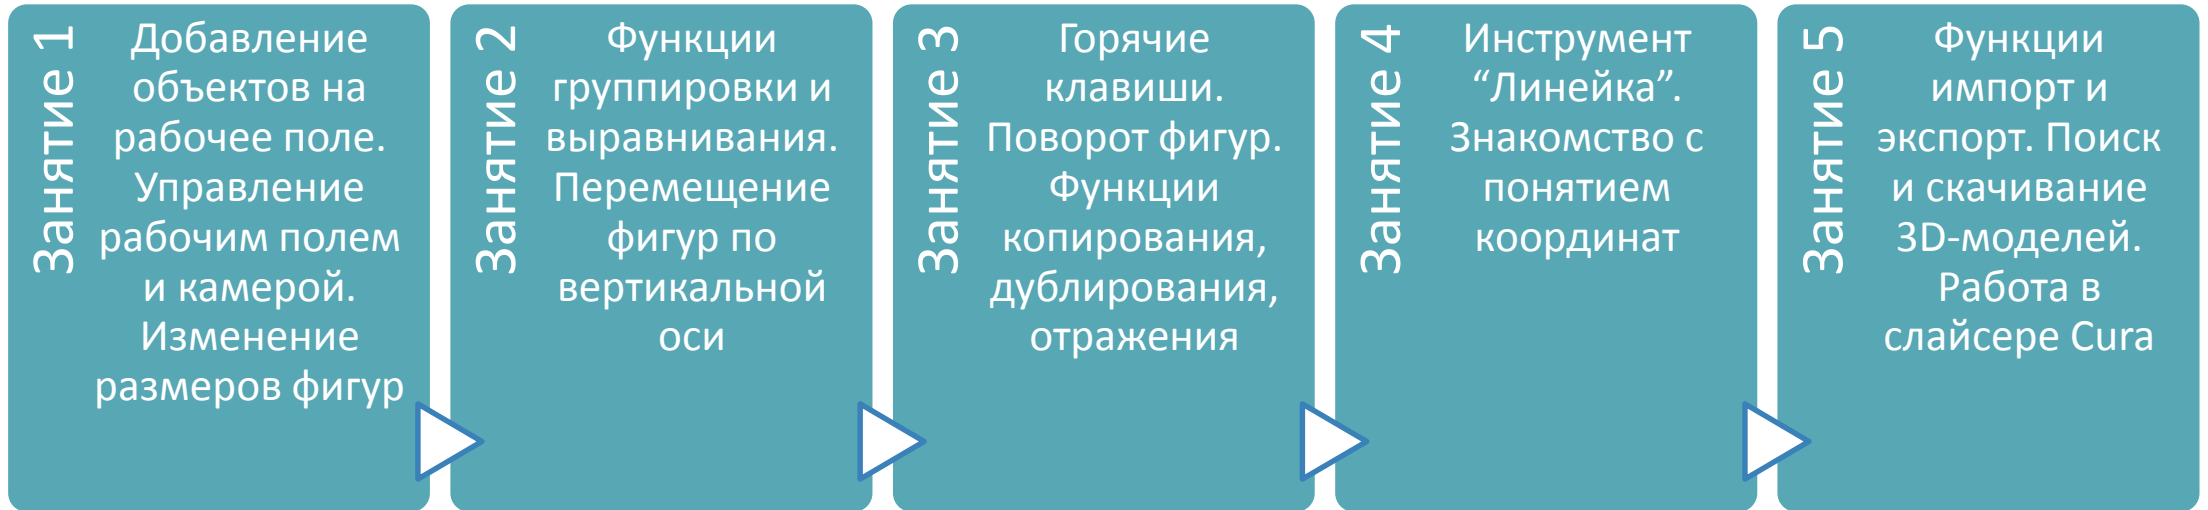 Занятие 1
Добавление
объектов на
рабочее поле.
Управление
рабочим полем
и камерой.
Изменение
размеров фигур
Занятие 2
Функции
группировки и
выравнивания.
Перемещение
фигур по
вертикальной
оси
Занятие 3
Горячие
клавиши.
Поворот фигур.
Функции
копирования,
дублирования,
отражения
Занятие 4
Инструмент
“Линейка”.
Знакомство с
понятием
координат
Занятие 5
Функции
импорт и
экспорт. Поиск
и скачивание
3D-моделей.
Работа в
слайсере Cura